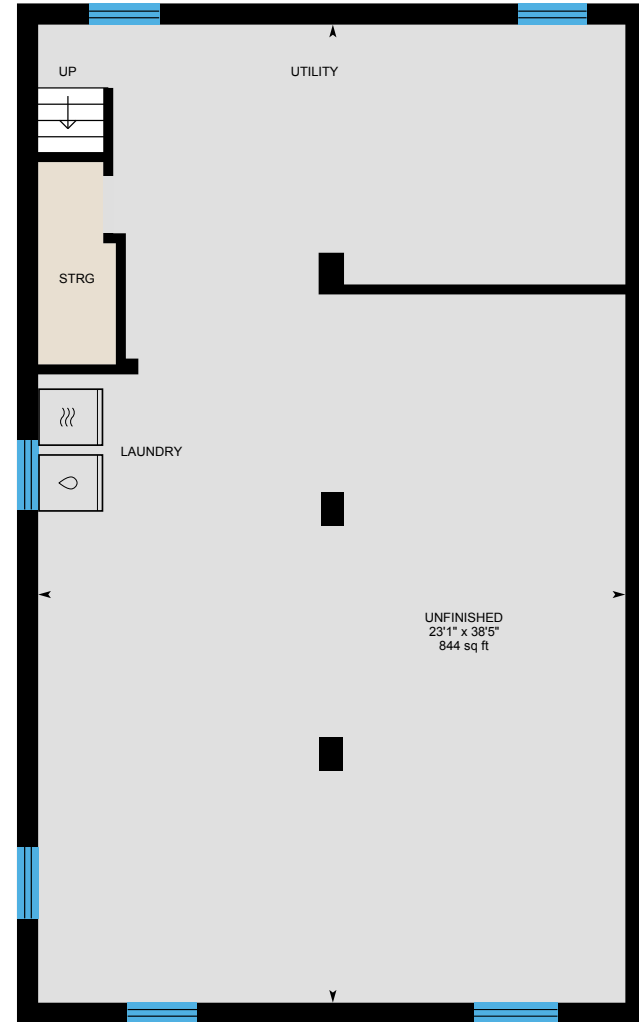 UP
UTILITY
STRG
LAUNDRY
UNFINISHED
23'1" x 38'5"
844 sq ft